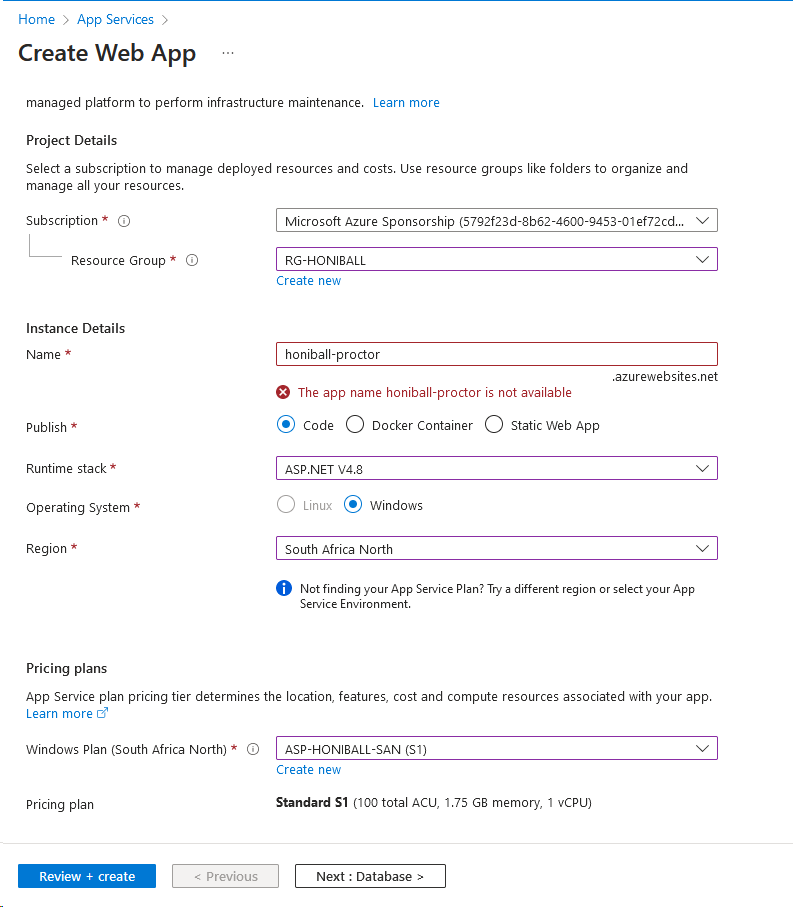 Home > App Services >
Create Web App ...
managed platform to perform infrastructure maintenance. Learn more
Project Details
Select a subscription to manage deployed resources and costs. Use resource groups like folders to organize and
manage all your resources.
Subscription *
Microsoft Azure Sponsorship (5792f23d-8b62-4600-9453-01ef72cd...
Resource Group *
RG-HONIBALL
Create new
Instance Details
Name *
honiball-proctor
.azurewebsites.net
The app name honiball-proctor is not available
Publish *
Code Docker Container Static Web App
Runtime stack *
ASP.NET V4.8
Operating System *
Linux Windows
Region *
South Africa North
Not finding your App Service Plan? Try a different region or select your App
Service Environment.
Pricing plans
App Service plan pricing tier determines the location, features, cost and compute resources associated with your app.
Learn more
Windows Plan (South Africa North) *
ASP-HONIBALL-SAN (S1)
Create new
Pricing plan
Standard S1 (100 total ACU, 1.75 GB memory, 1 vCPU)
Review + create
< Previous
Next : Database >